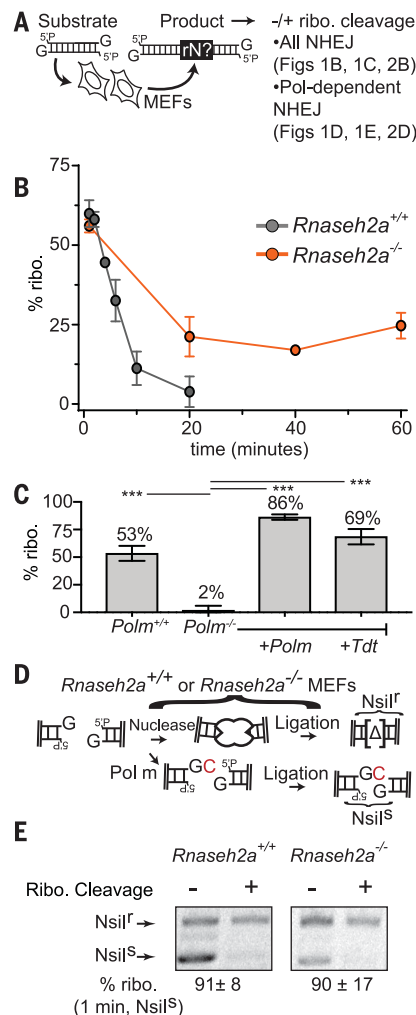 A
Substrate
Product
-/+ ribo. cleavage
G
5'P
5'P
G
G
5'P
rN?
5'P
G
MEFs
•All NHEJ
(Figs 1B, 1C, 2B)
•Pol-dependent
NHEJ
(Figs 1D, 1E, 2D)
B
% ribo.
75
50
25
0
Rnaseh2a+/+
Rnaseh2a-/-
0
20
40
60
time (minutes)
C
% ribo.
100
75
50
25
0
***
***
***
53%
2%
86%
69%
Polm+/+
Polm-/-
+Polm
+Tdt
D
Rnaseh2a+/+ or Rnaseh2a-/- MEFs
G
5'P
5'P
G
Nuclease
Ligation
NsiIr
[Δ]
Pol m
GC
5'P
5'P
G
Ligation
GC
G
NsiIs
E
Rnaseh2a+/+
Rnaseh2a-/-
Ribo. Cleavage
-
+
-
+
NsiIr
NsiIs
% ribo.
91± 8
90 ± 17
(1 min, NsiIs)